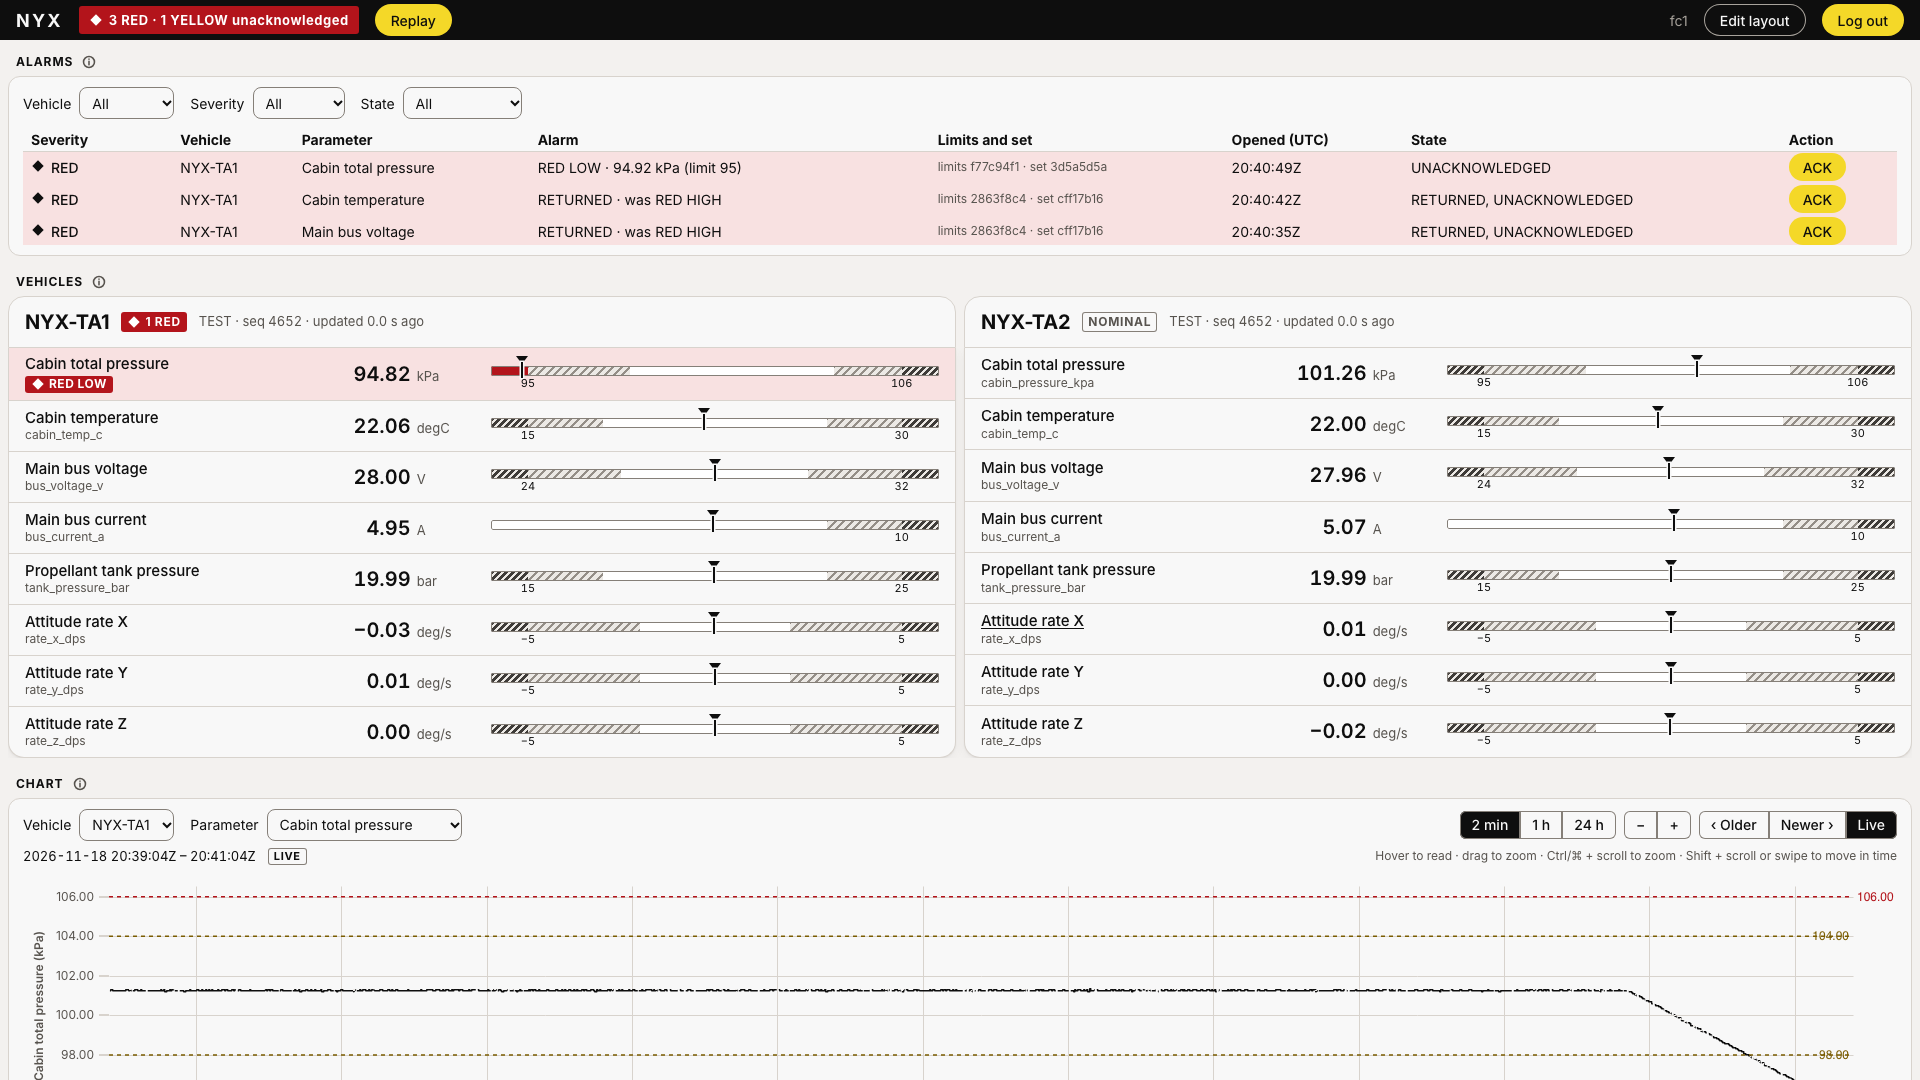 NYX ◆ 3 RED · 1 YELLOW unacknowledged Replay fc1 Edit layout Log out
ALARMS
Vehicle All Severity All State All
Severity Vehicle Parameter Alarm Limits and set Opened (UTC) State Action
◆ RED NYX-TA1 Cabin total pressure RED LOW · 94.92 kPa (limit 95) limits f77c94f1 · set 3d5a5d5a 20:40:49Z UNACKNOWLEDGED ACK
◆ RED NYX-TA1 Cabin temperature RETURNED · was RED HIGH limits 2863f8c4 · set cff17b16 20:40:42Z RETURNED, UNACKNOWLEDGED ACK
◆ RED NYX-TA1 Main bus voltage RETURNED · was RED HIGH limits 2863f8c4 · set cff17b16 20:40:35Z RETURNED, UNACKNOWLEDGED ACK
VEHICLES
NYX-TA1 ◆ 1 RED TEST · seq 4652 · updated 0.0 s ago
Cabin total pressure
◆ RED LOW
94.82 kPa
95 106
Cabin temperature
cabin_temp_c
22.06 degC
15 30
Main bus voltage
bus_voltage_v
28.00 V
24 32
Main bus current
bus_current_a
4.95 A
10
Propellant tank pressure
tank_pressure_bar
19.99 bar
15 25
Attitude rate X
rate_x_dps
−0.03 deg/s
−5 5
Attitude rate Y
rate_y_dps
0.01 deg/s
−5 5
Attitude rate Z
rate_z_dps
0.00 deg/s
−5 5
NYX-TA2 NOMINAL TEST · seq 4652 · updated 0.0 s ago
Cabin total pressure
cabin_pressure_kpa
101.26 kPa
95 106
Cabin temperature
cabin_temp_c
22.00 degC
15 30
Main bus voltage
bus_voltage_v
27.96 V
24 32
Main bus current
bus_current_a
5.07 A
10
Propellant tank pressure
tank_pressure_bar
19.99 bar
15 25
Attitude rate X
rate_x_dps
0.01 deg/s
−5 5
Attitude rate Y
rate_y_dps
0.00 deg/s
−5 5
Attitude rate Z
rate_z_dps
−0.02 deg/s
−5 5
CHART
Vehicle NYX-TA1 Parameter Cabin total pressure 2 min 1 h 24 h − + ‹ Older Newer › Live
2026-11-18 20:39:04Z – 20:41:04Z LIVE Hover to read · drag to zoom · Ctrl/⌘ + scroll to zoom · Shift + scroll or swipe to move in time
Cabin total pressure (kPa)
106.00 106.00
104.00 104.00
102.00
100.00
98.00 98.00